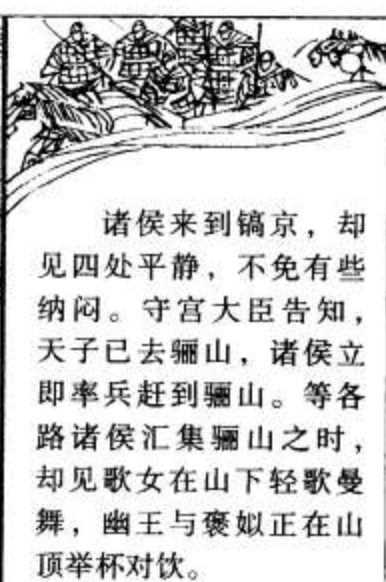 诸侯来到镐京，却
见四处平静，不免有些
纳闷。守宫大臣告知，
天子已去骊山，诸侯立
即率兵赶到骊山。等各
路诸侯汇集骊山之时，
却见歌女在山下轻歌曼
舞，幽王与褒姒正在山
顶举杯对饮。